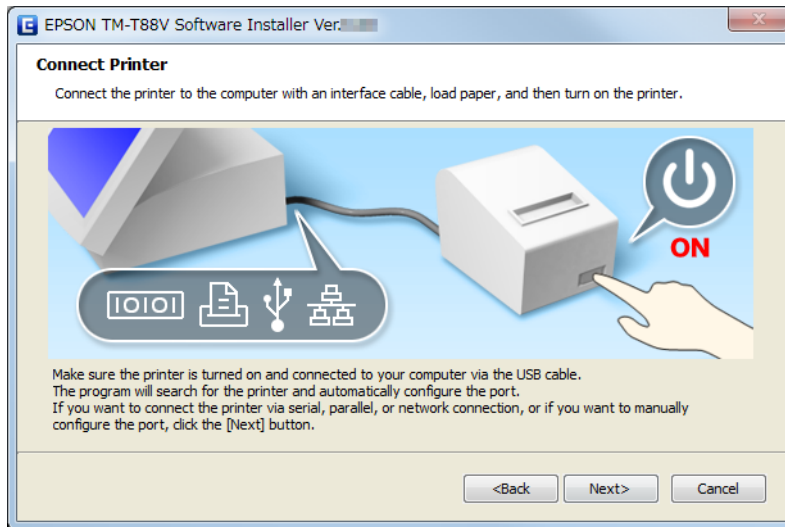 EPSON TM-T88V Software Installer Ver.
Connect Printer
Connect the printer to the computer with an interface cable, load paper, and then turn on the printer.
ON
IOIOI
Make sure the printer is turned on and connected to your computer via the USB cable.
The program will search for the printer and automatically configure the port.
If you want to connect the printer via serial, parallel, or network connection, or if you want to manually
configure the port, click the [Next] button.
<Back Next> Cancel